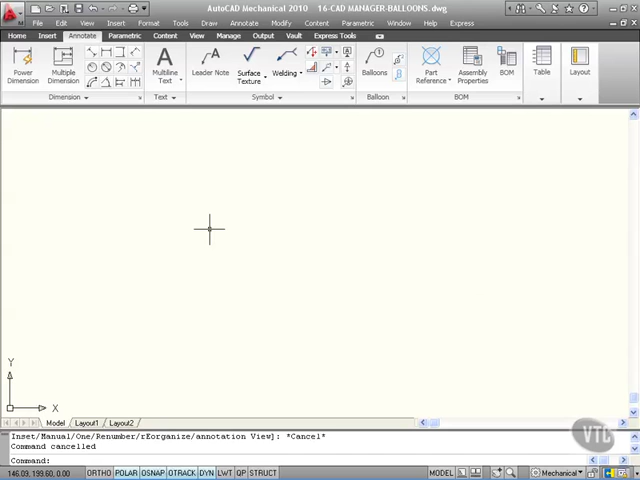 AutoCAD Mechanical 2010 16-CAD MANAGER-BALLOONS.dwg
File Edit View Insert Format Tools Draw Annotate Design Modify Parametric Vault Window Help Express
Home Insert Annotate Parametric Content View Manage Output Vault Express Tools
Power Dimension
Multiple Dimension
Multiline Text
Leader Note
Surface Texture
Welding
Balloons
Part Reference
Assembly Properties
BOM
Table
Layout
Dimension Text Symbol Balloon BOM
Y
X
Model Layout1 Layout2
Inset/Manual/One/Renumber/rEorganize/annotation View]: *Cancel*
Command cancelled
Command:
VTC
146.09, 199.60, 0.00 ORTHO POLAR OSNAP OTRACK DYN LWT QP STRUCT MODEL Mechanical